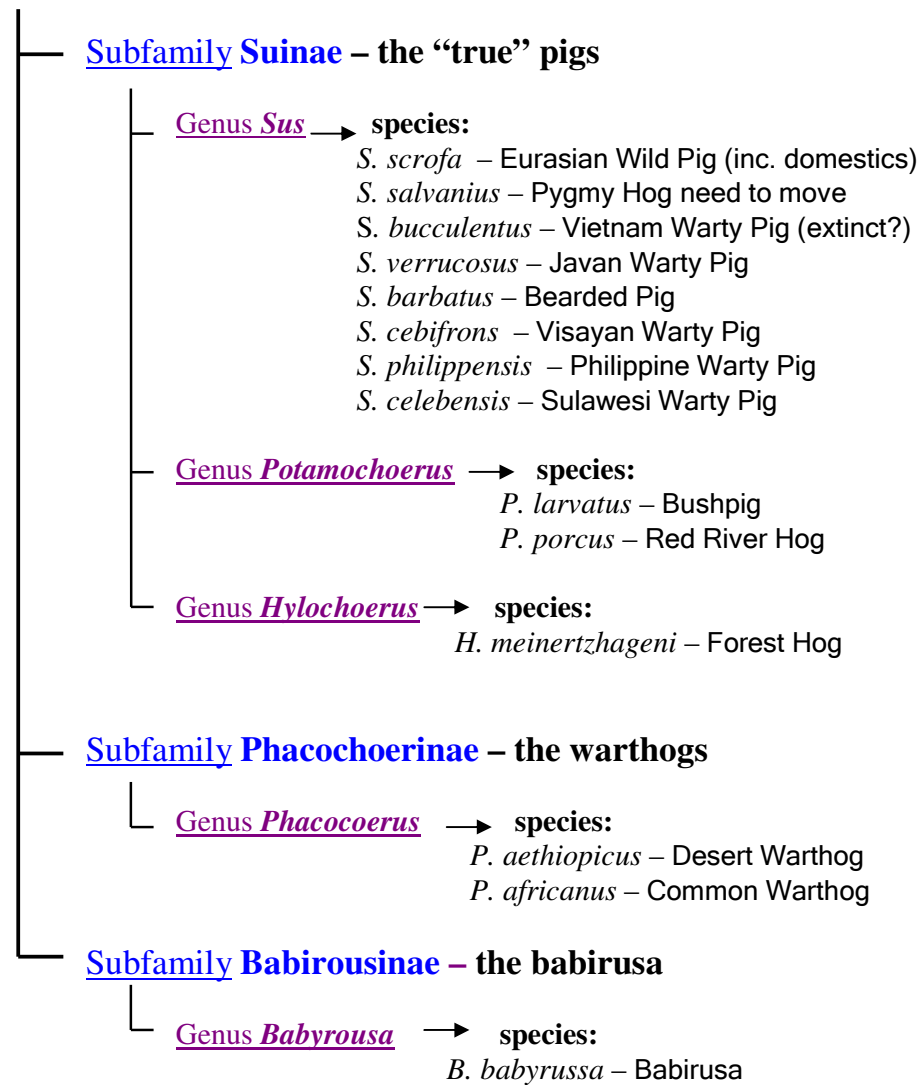 Subfamily Suinae – the “true” pigs
Genus Sus species:
S. scrofa – Eurasian Wild Pig (inc. domestics)
S. salvanius – Pygmy Hog need to move
S. bucculentus – Vietnam Warty Pig (extinct?)
S. verrucosus – Javan Warty Pig
S. barbatus – Bearded Pig
S. cebifrons – Visayan Warty Pig
S. philippensis – Philippine Warty Pig
S. celebensis – Sulawesi Warty Pig
Genus Potamochoerus species:
P. larvatus – Bushpig
P. porcus – Red River Hog
Genus Hylochoerus species:
H. meinertzhageni – Forest Hog
Subfamily Phacochoerinae – the warthogs
Genus Phacocoerus species:
P. aethiopicus – Desert Warthog
P. africanus – Common Warthog
Subfamily Babirousinae – the babirusa
Genus Babyrousa species:
B. babyrussa – Babirusa